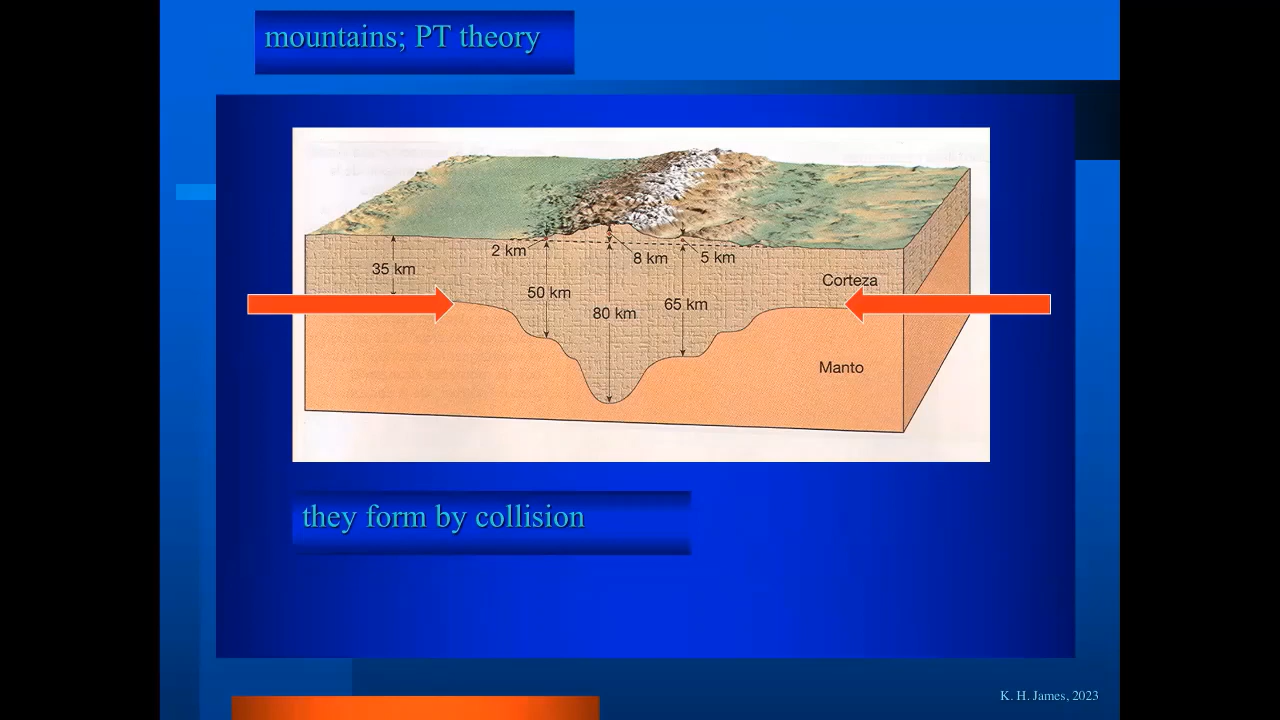 mountains; PT theory
2 km
8 km
5 km
35 km
Corteza
50 km
65 km
80 km
Manto
they form by collision
K. H. James, 2023